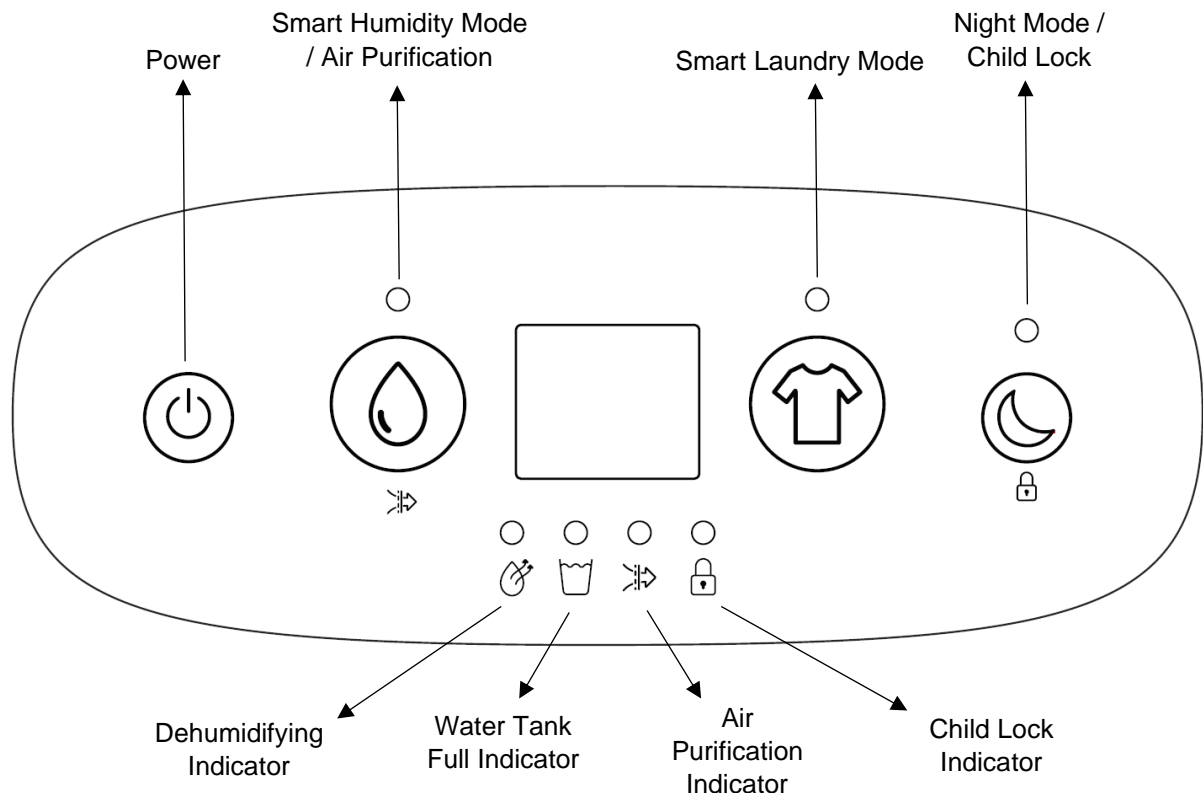 Smart Humidity Mode
/ Air Purification
Night Mode /
Child Lock
Power
Smart Laundry Mode
Dehumidifying
Indicator
Water Tank
Full Indicator
Air
Purification
Indicator
Child Lock
Indicator